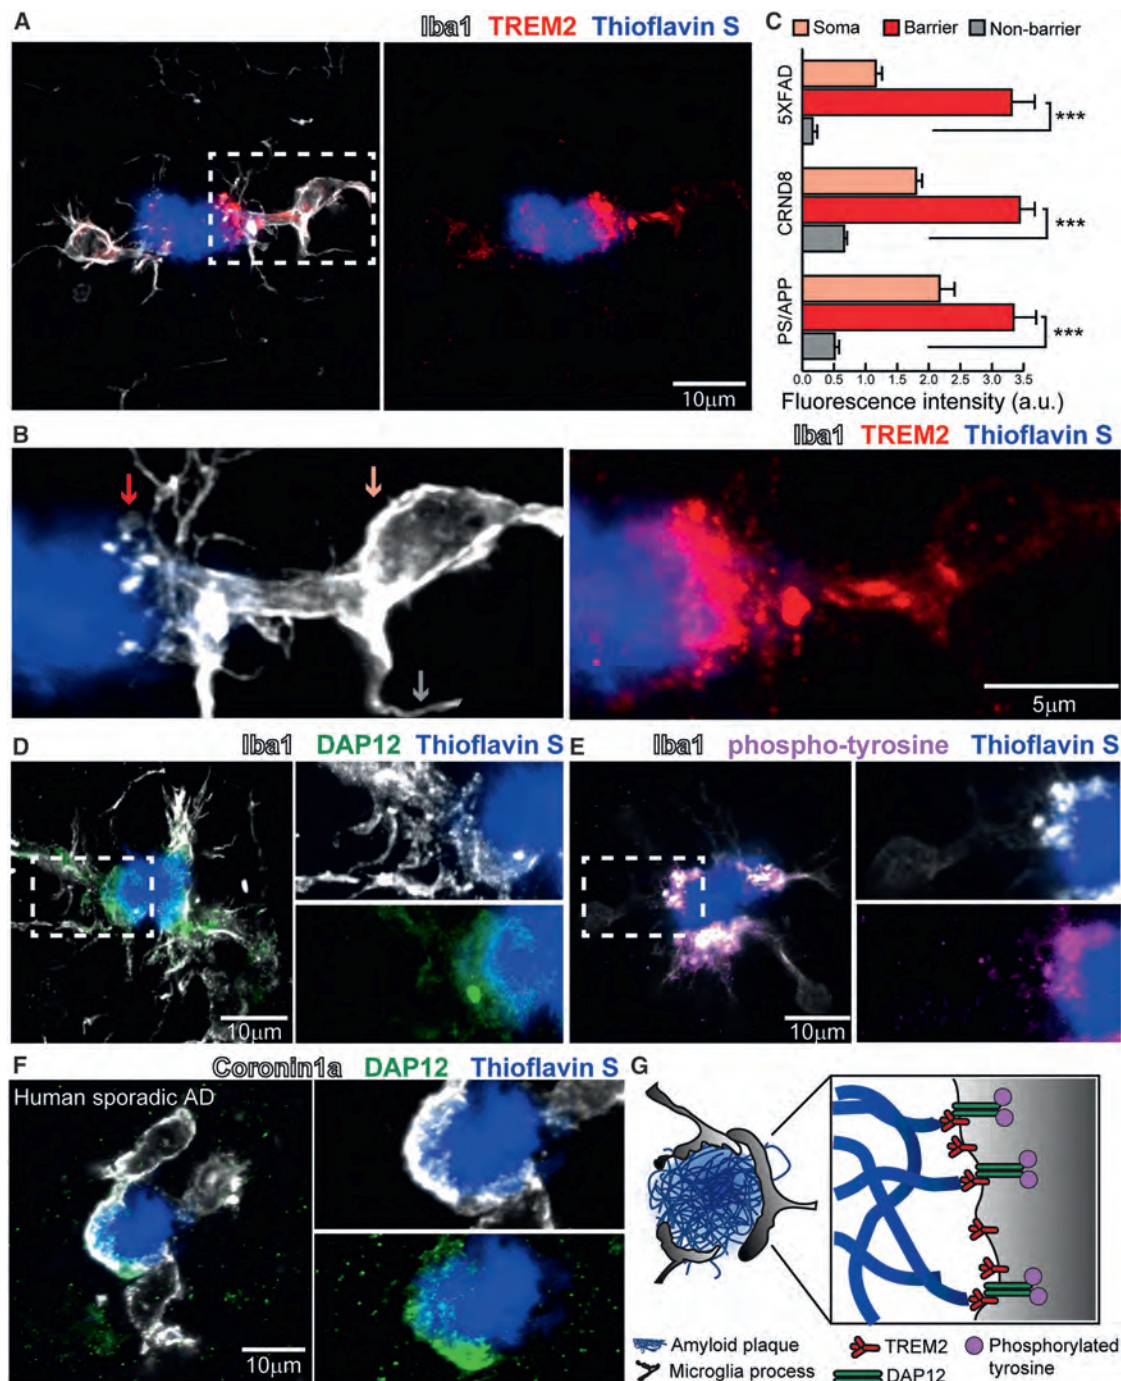 A
Iba1 TREM2 Thioflavin S
10μm
C
Soma Barrier Non-barrier
5XFAD
***
CRND8
***
PS/APP
***
0.0 0.5 1.0 1.5 2.0 2.5 3.0 3.5
Fluorescence intensity (a.u.)
B
Iba1 TREM2 Thioflavin S
5μm
D
Iba1 DAP12 Thioflavin S
10μm
E
Iba1 phospho-tyrosine Thioflavin S
10μm
F
Coronin1a DAP12 Thioflavin S
Human sporadic AD
10μm
G
Amyloid plaque
Microglia process
TREM2
DAP12
Phosphorylated
tyrosine